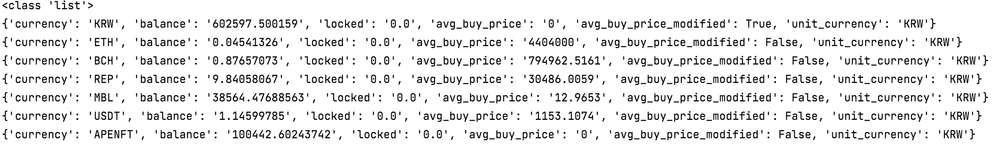 <class 'list'>
{'currency': 'KRW', 'balance': '602597.500159', 'locked': '0.0', 'avg_buy_price': '0', 'avg_buy_price_modified': True, 'unit_currency': 'KRW'}
{'currency': 'ETH', 'balance': '0.04541326', 'locked': '0.0', 'avg_buy_price': '4404000', 'avg_buy_price_modified': False, 'unit_currency': 'KRW'}
{'currency': 'BCH', 'balance': '0.87657073', 'locked': '0.0', 'avg_buy_price': '794962.5161', 'avg_buy_price_modified': False, 'unit_currency': 'KRW'}
{'currency': 'REP', 'balance': '9.84058067', 'locked': '0.0', 'avg_buy_price': '30486.0059', 'avg_buy_price_modified': False, 'unit_currency': 'KRW'}
{'currency': 'MBL', 'balance': '38564.47688563', 'locked': '0.0', 'avg_buy_price': '12.9653', 'avg_buy_price_modified': False, 'unit_currency': 'KRW'}
{'currency': 'USDT', 'balance': '1.14599785', 'locked': '0.0', 'avg_buy_price': '1153.1074', 'avg_buy_price_modified': False, 'unit_currency': 'KRW'}
{'currency': 'APENFT', 'balance': '100442.60243742', 'locked': '0.0', 'avg_buy_price': '0', 'avg_buy_price_modified': False, 'unit_currency': 'KRW'}